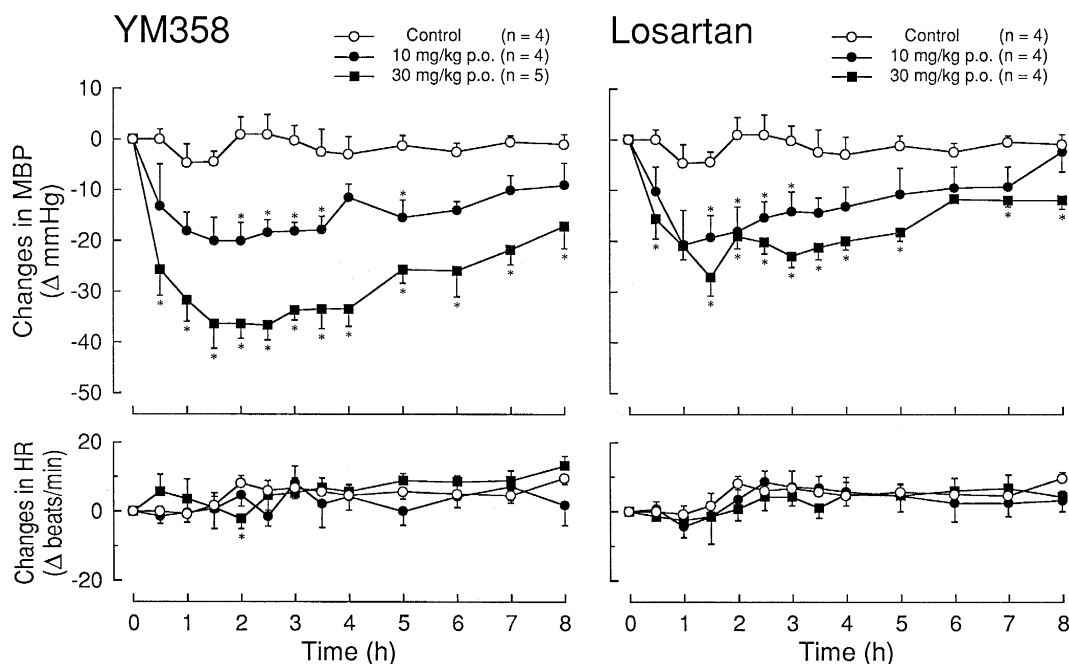 YM358
Control (n = 4)
10 mg/kg p.o. (n = 4)
30 mg/kg p.o. (n = 5)
Losartan
Control (n = 4)
10 mg/kg p.o. (n = 4)
30 mg/kg p.o. (n = 4)
Changes in MBP
(Δ mmHg)
10
0
-10
-20
-30
-40
-50
* * * * *
* * * * * * * * * * * *
* * *
* * * * * * * * * *
Changes in HR
(Δ beats/min)
20
0
-20
*
0 1 2 3 4 5 6 7 8
Time (h)
0 1 2 3 4 5 6 7 8
Time (h)